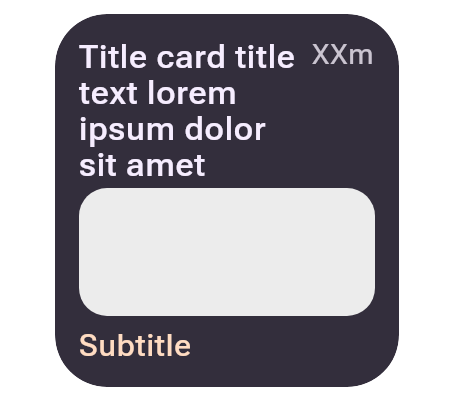 Title card title XXm
text lorem
ipsum dolor
sit amet
Subtitle